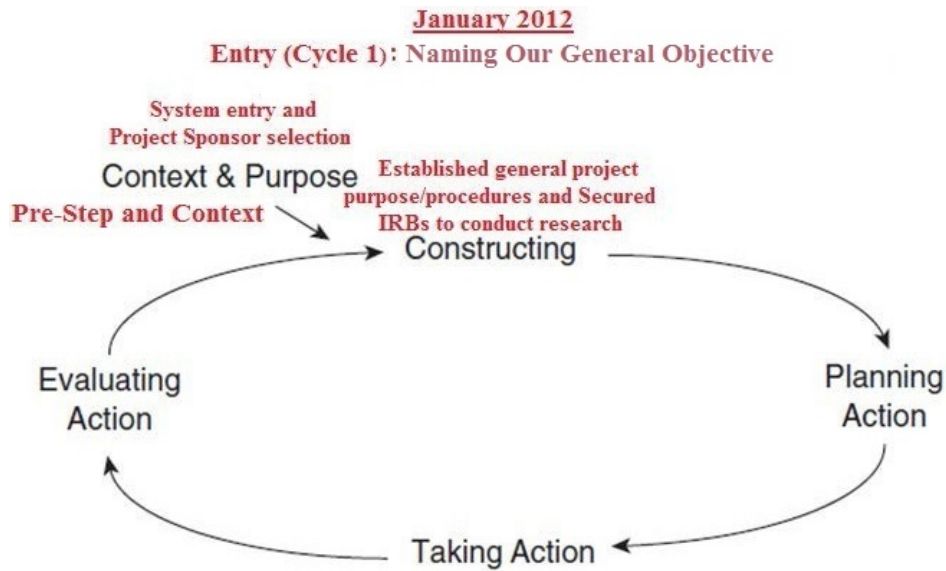 January 2012
Entry (Cycle 1): Naming Our General Objective
System entry and
Project Sponsor selection
Context & Purpose
Pre-Step and Context
Established general project
purpose/procedures and Secured
IRBs to conduct research
Constructing
Planning
Action
Taking Action
Evaluating
Action